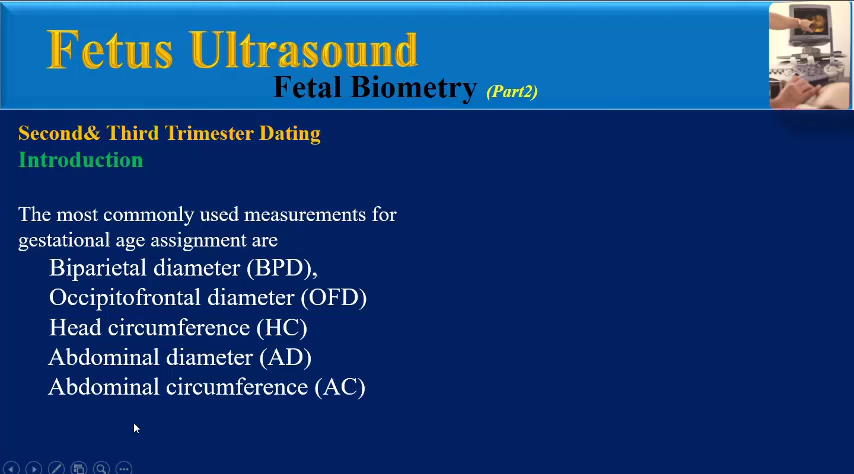 Fetus Ultrasound
Fetal Biometry (Part2)
Second& Third Trimester Dating
Introduction
The most commonly used measurements for
gestational age assignment are
Biparietal diameter (BPD),
Occipitofrontal diameter (OFD)
Head circumference (HC)
Abdominal diameter (AD)
Abdominal circumference (AC)